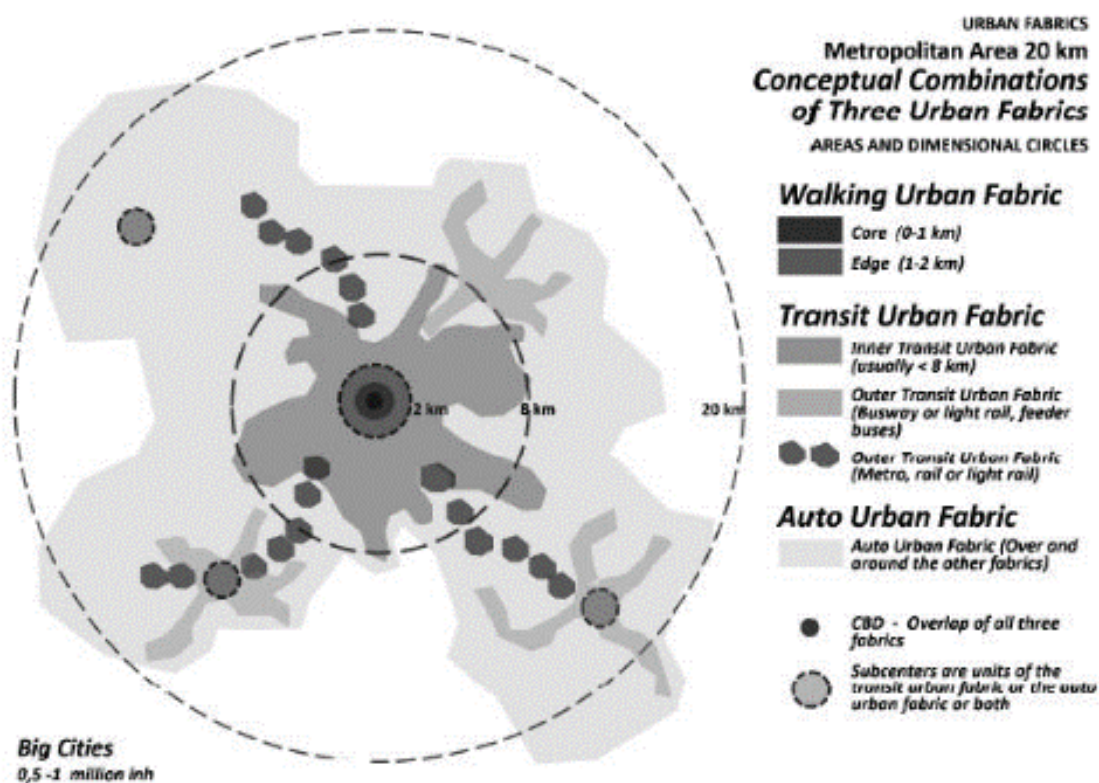 URBAN FABRICS
Metropolitan Area 20 km
Conceptual Combinations
of Three Urban Fabrics
AREAS AND DIMENSIONAL CIRCLES
Walking Urban Fabric
Core (0-1 km)
Edge (1-2 km)
Transit Urban Fabric
Inner Transit Urban Fabric
(usually < 8 km)
Outer Transit Urban Fabric
(Busway or light rail, feeder
buses)
Outer Transit Urban Fabric
(Metro, rail or light rail)
Auto Urban Fabric
Auto Urban Fabric (Over and
around the other fabrics)
CBD - Overlap of all three
fabrics
Subcenters are units of the
transit urban fabric or the auto
urban fabric or both
2 km
8 km
20 km
Big Cities
0,5 -1 million inh